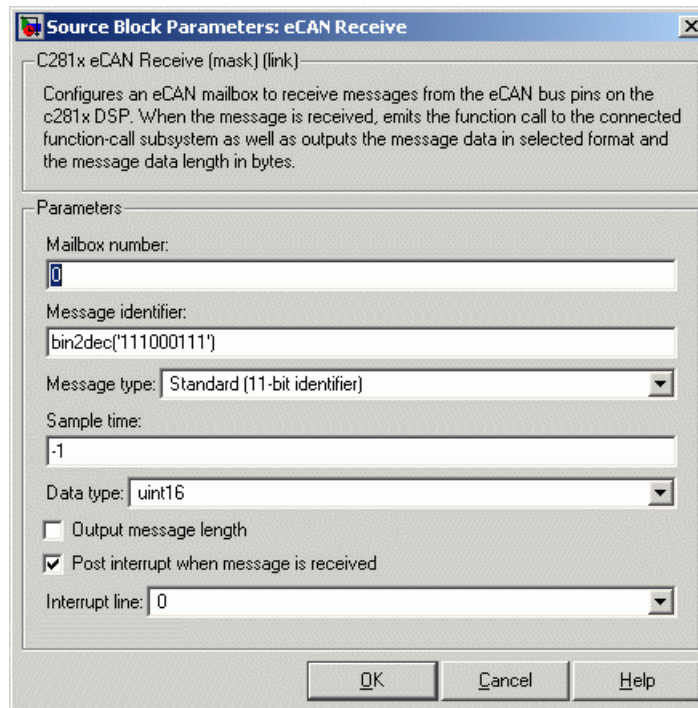 Source Block Parameters: eCAN Receive
C281x eCAN Receive (mask) (link)
Configures an eCAN mailbox to receive messages from the eCAN bus pins on the
c281x DSP. When the message is received, emits the function call to the connected
function-call subsystem as well as outputs the message data in selected format and
the message data length in bytes.
Parameters
Mailbox number:
0
Message identifier:
bin2dec('111000111')
Message type: Standard (11-bit identifier)
Sample time:
-1
Data type: uint16
Output message length
Post interrupt when message is received
Interrupt line: 0
OK Cancel Help